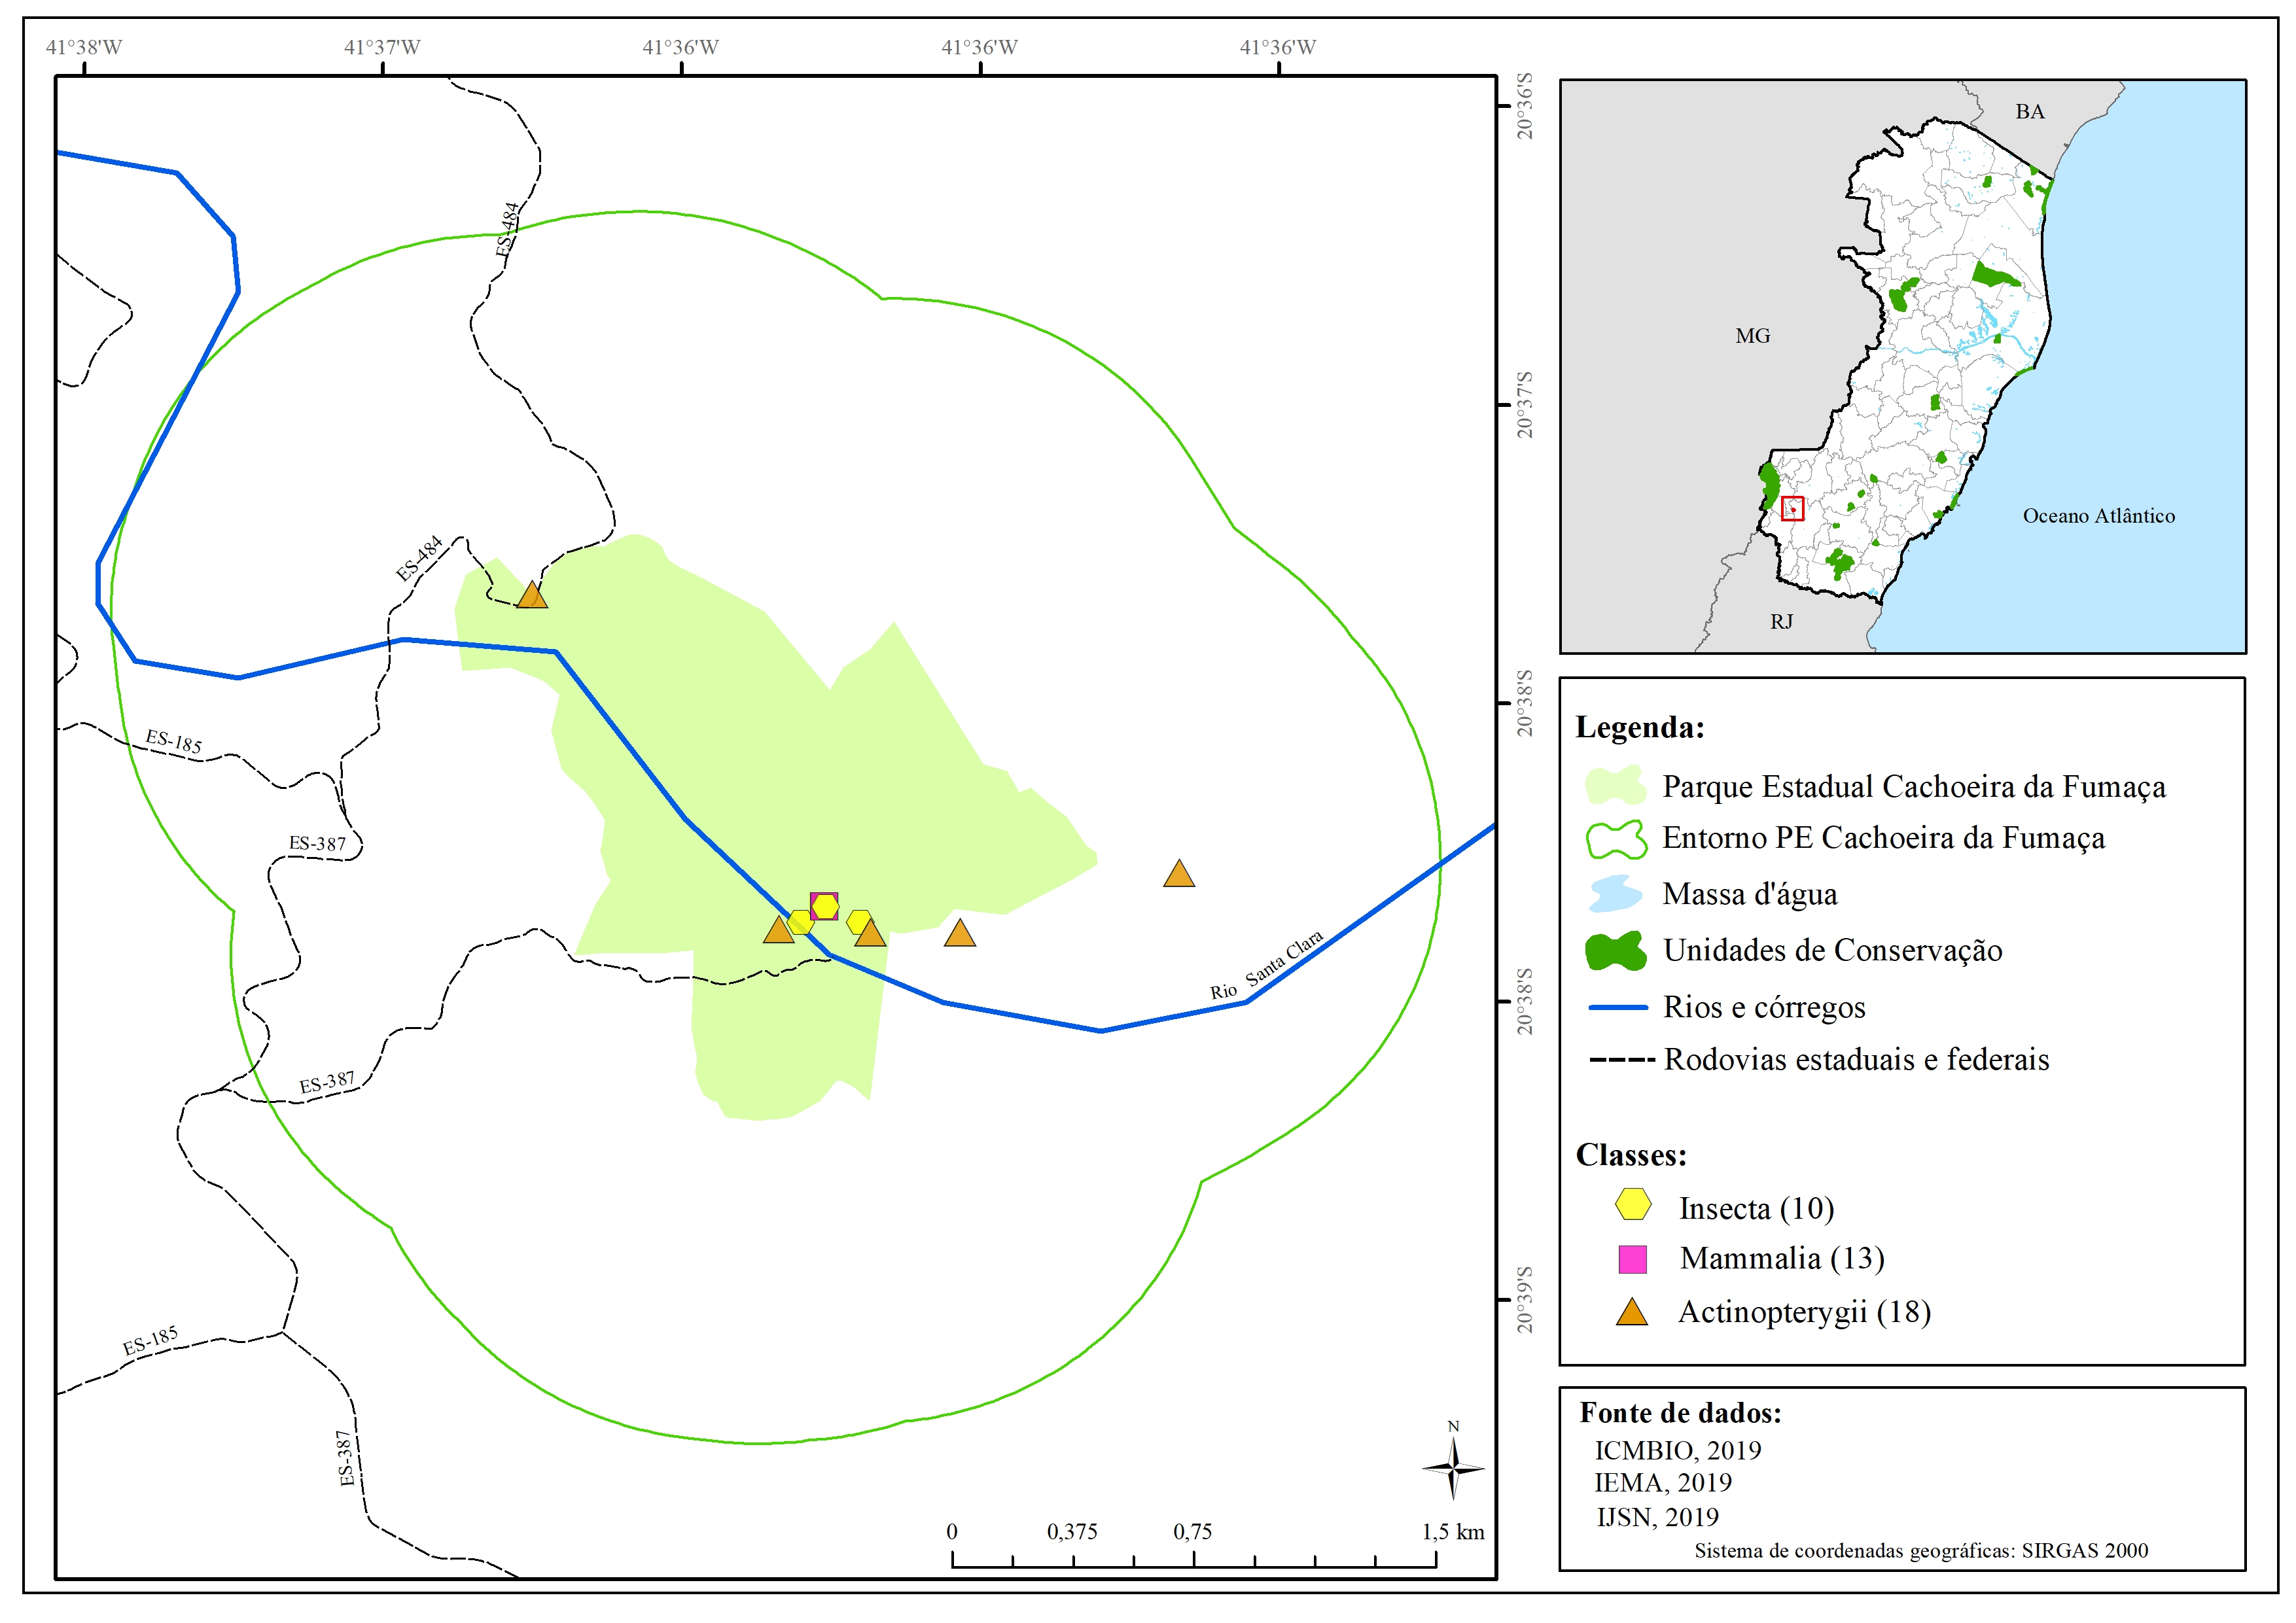 41°38'W 41°37'W 41°36'W 41°36'W 41°36'W
20°36'S
20°37'S
20°38'S
20°38'S
20°39'S
ES-484
ES-484
ES-185
ES-387
ES-387
ES-185
ES-387
Rio Santa Clara
N
0 0,375 0,75 1,5 km
BA
MG
Oceano Atlântico
RJ
Legenda:
Parque Estadual Cachoeira da Fumaça
Entorno PE Cachoeira da Fumaça
Massa d'água
Unidades de Conservação
Rios e córregos
Rodovias estaduais e federais
Classes:
Insecta (10)
Mammalia (13)
Actinopterygii (18)
Fonte de dados:
ICMBIO, 2019
IEMA, 2019
IJSN, 2019
Sistema de coordenadas geográficas: SIRGAS 2000